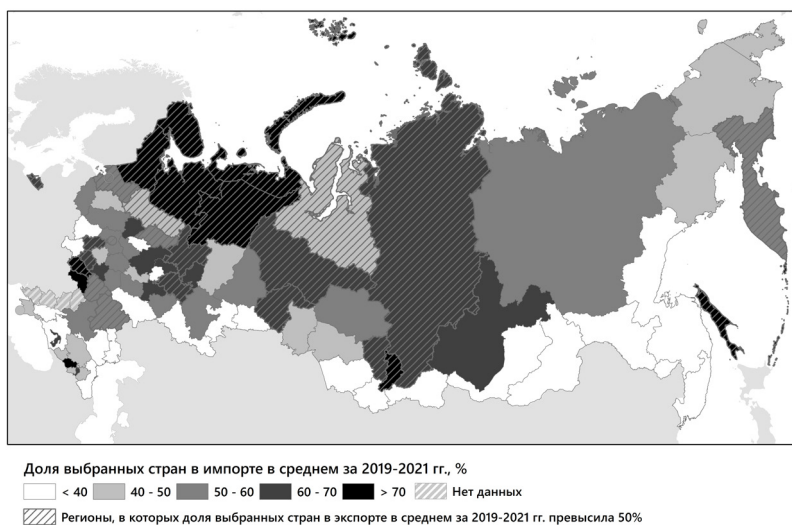 Доля выбранных стран в импорте в среднем за 2019-2021 гг., %
< 40 40 - 50 50 - 60 60 - 70 > 70 Нет данных
Регионы, в которых доля выбранных стран в экспорте в среднем за 2019-2021 гг. превысила 50%